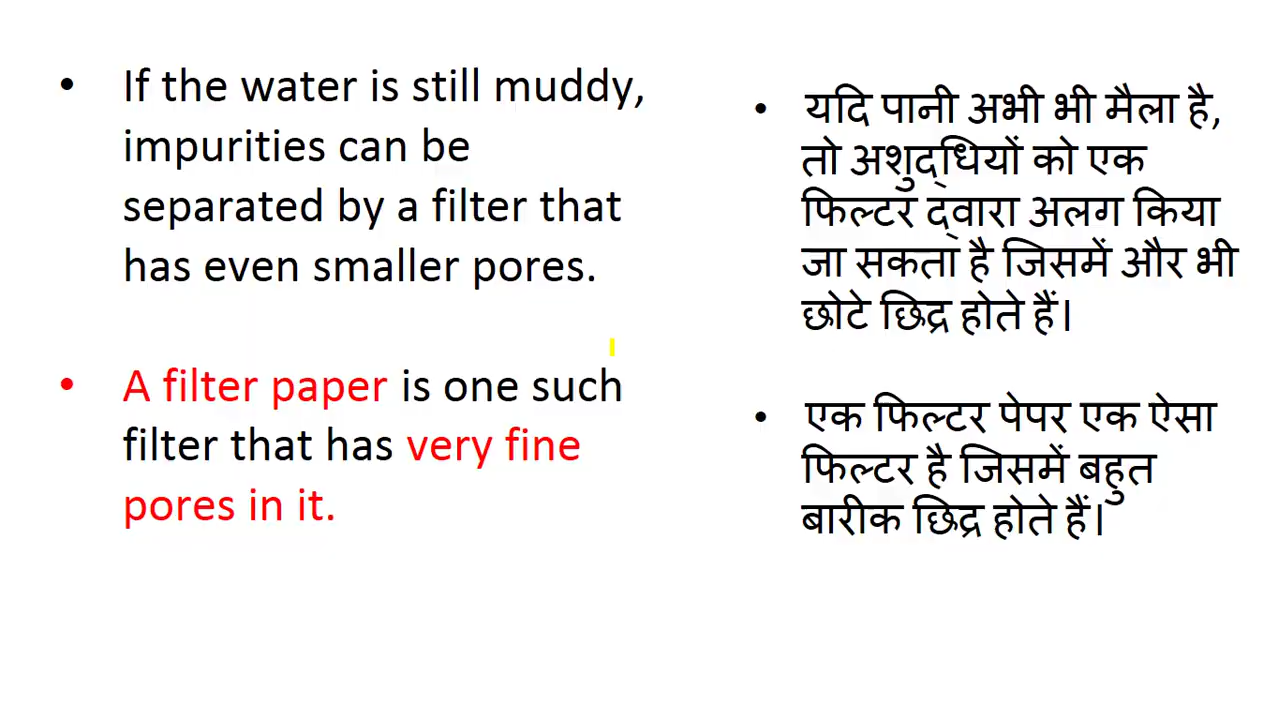 • If the water is still muddy,
impurities can be
separated by a filter that
has even smaller pores.
• A filter paper is one such
filter that has very fine
pores in it.
• यदि पानी अभी भी मैला है,
तो अशुद्धियों को एक
फिल्टर द्वारा अलग किया
जा सकता है जिसमें और भी
छोटे छिद्र होते हैं।
• एक फिल्टर पेपर एक ऐसा
फिल्टर है जिसमें बहुत
बारीक छिद्र होते हैं।